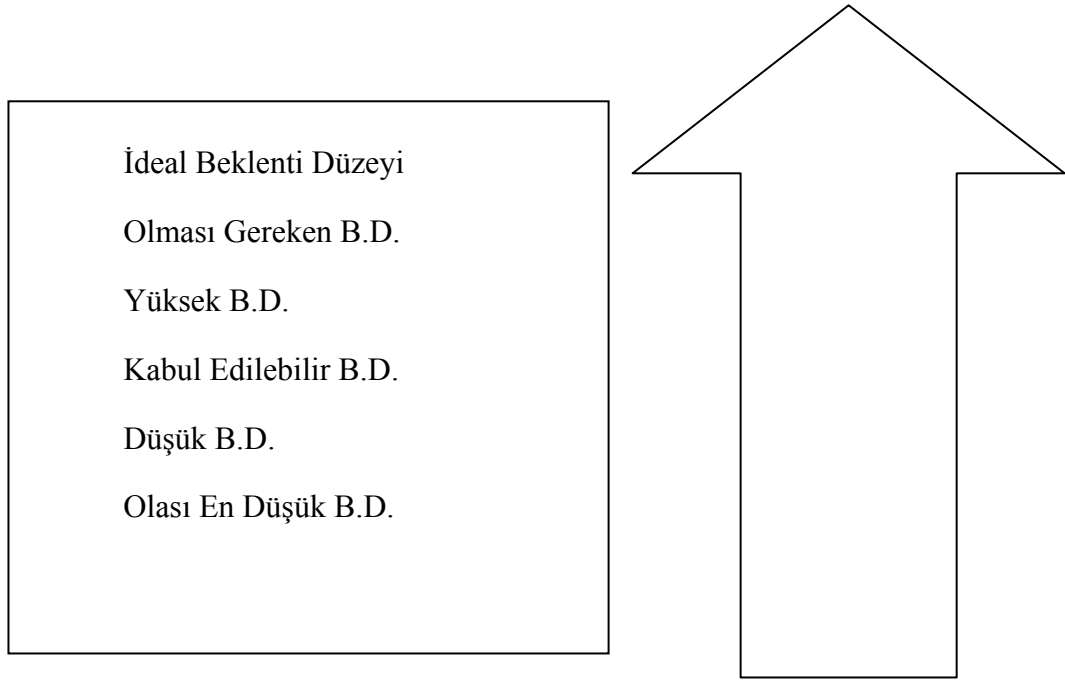 İdeal Beklenti Düzeyi
Olması Gereken B.D.
Yüksek B.D.
Kabul Edilebilir B.D.
Düşük B.D.
Olası En Düşük B.D.